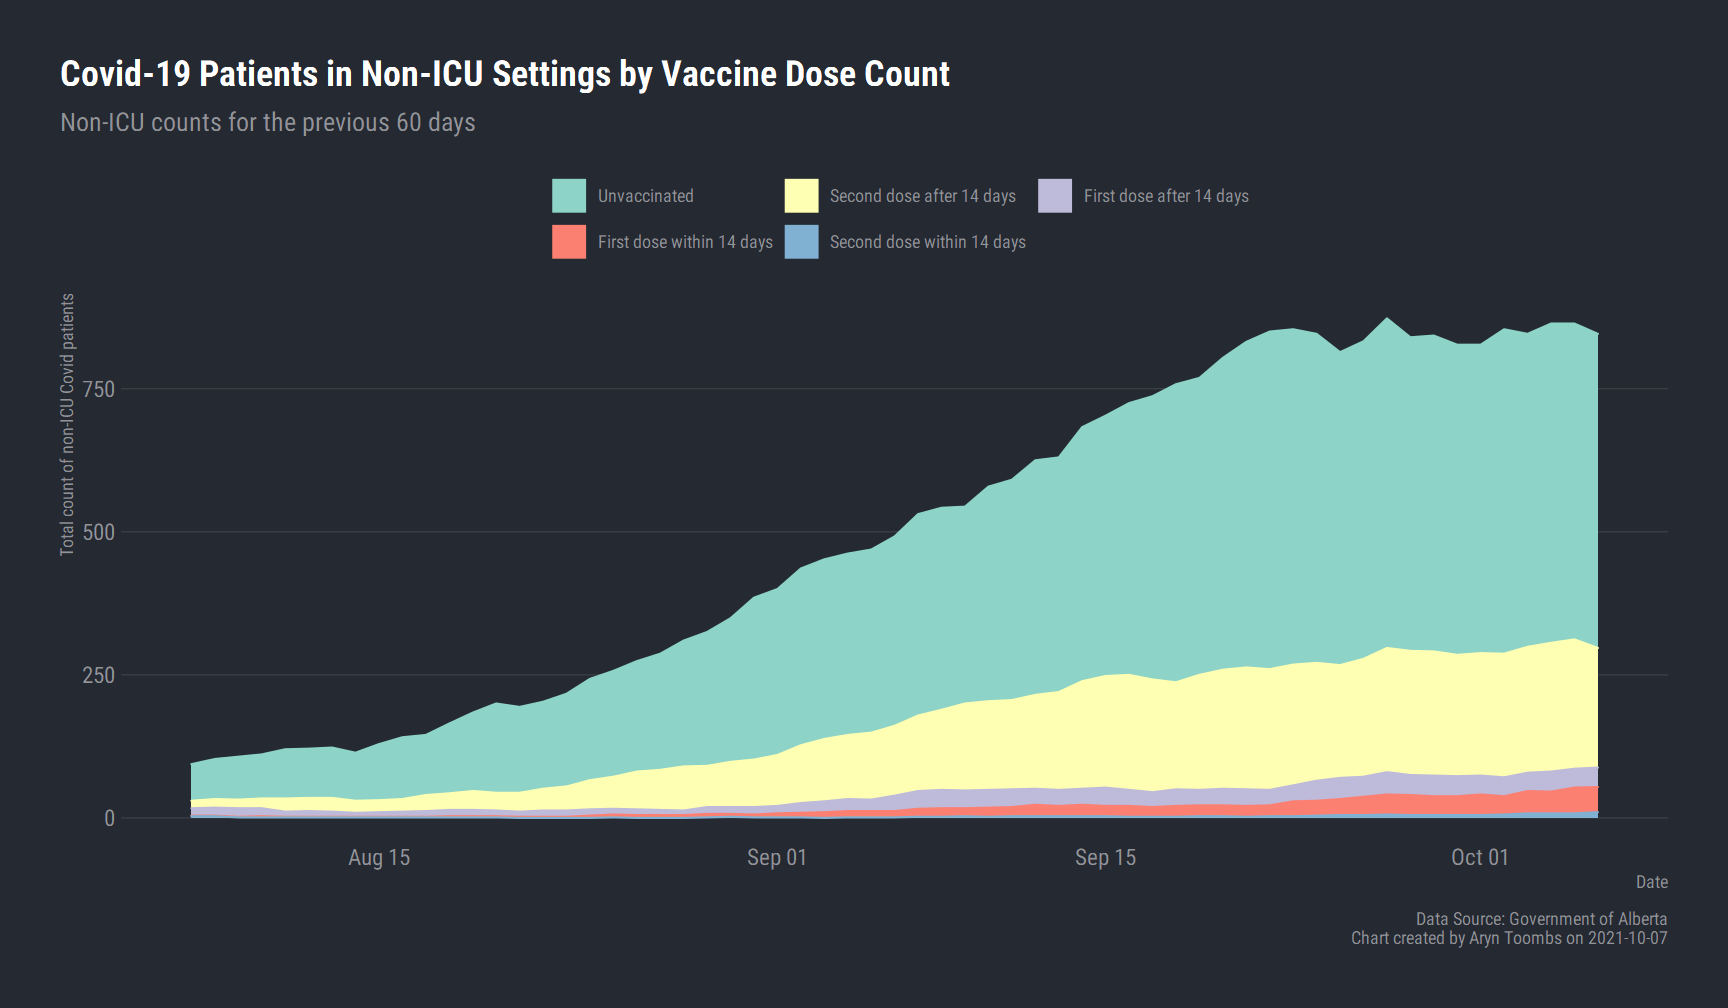 Covid-19 Patients in Non-ICU Settings by Vaccine Dose Count
Non-ICU counts for the previous 60 days
Unvaccinated
Second dose after 14 days
First dose after 14 days
First dose within 14 days
Second dose within 14 days
Total count of non-ICU Covid patients
750
500
250
0
Aug 15
Sep 01
Sep 15
Oct 01
Date
Data Source: Government of Alberta
Chart created by Aryn Toombs on 2021-10-07